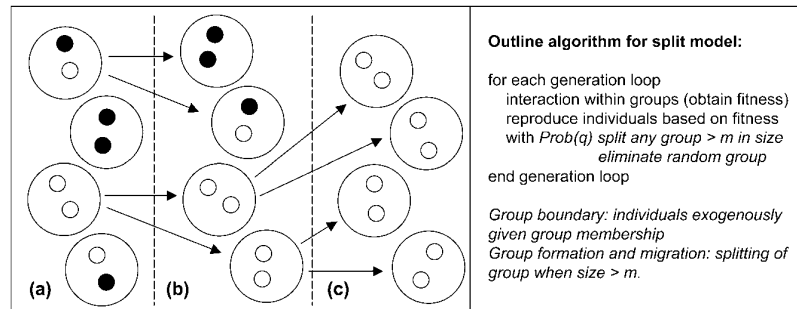 (a)
(b)
(c)
Outline algorithm for split model:
for each generation loop
interaction within groups (obtain fitness)
reproduce individuals based on fitness
with Prob(q) split any group > m in size
eliminate random group
end generation loop
Group boundary: individuals exogenously
given group membership
Group formation and migration: splitting of
group when size > m.